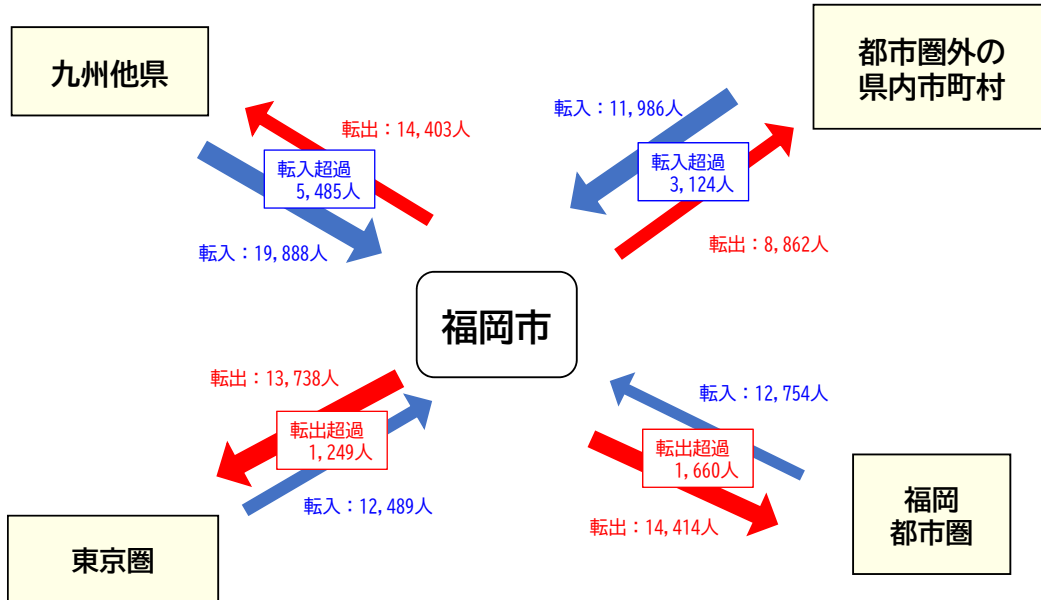 九州他県
転出：14,403人
転入超過
5,485人
転入：19,888人
都市圏外の
県内市町村
転入：11,986人
転入超過
3,124人
転出：8,862人
福岡市
転出：13,738人
転出超過
1,249人
転入：12,489人
東京圏
転入：12,754人
転出超過
1,660人
転出：14,414人
福岡
都市圏